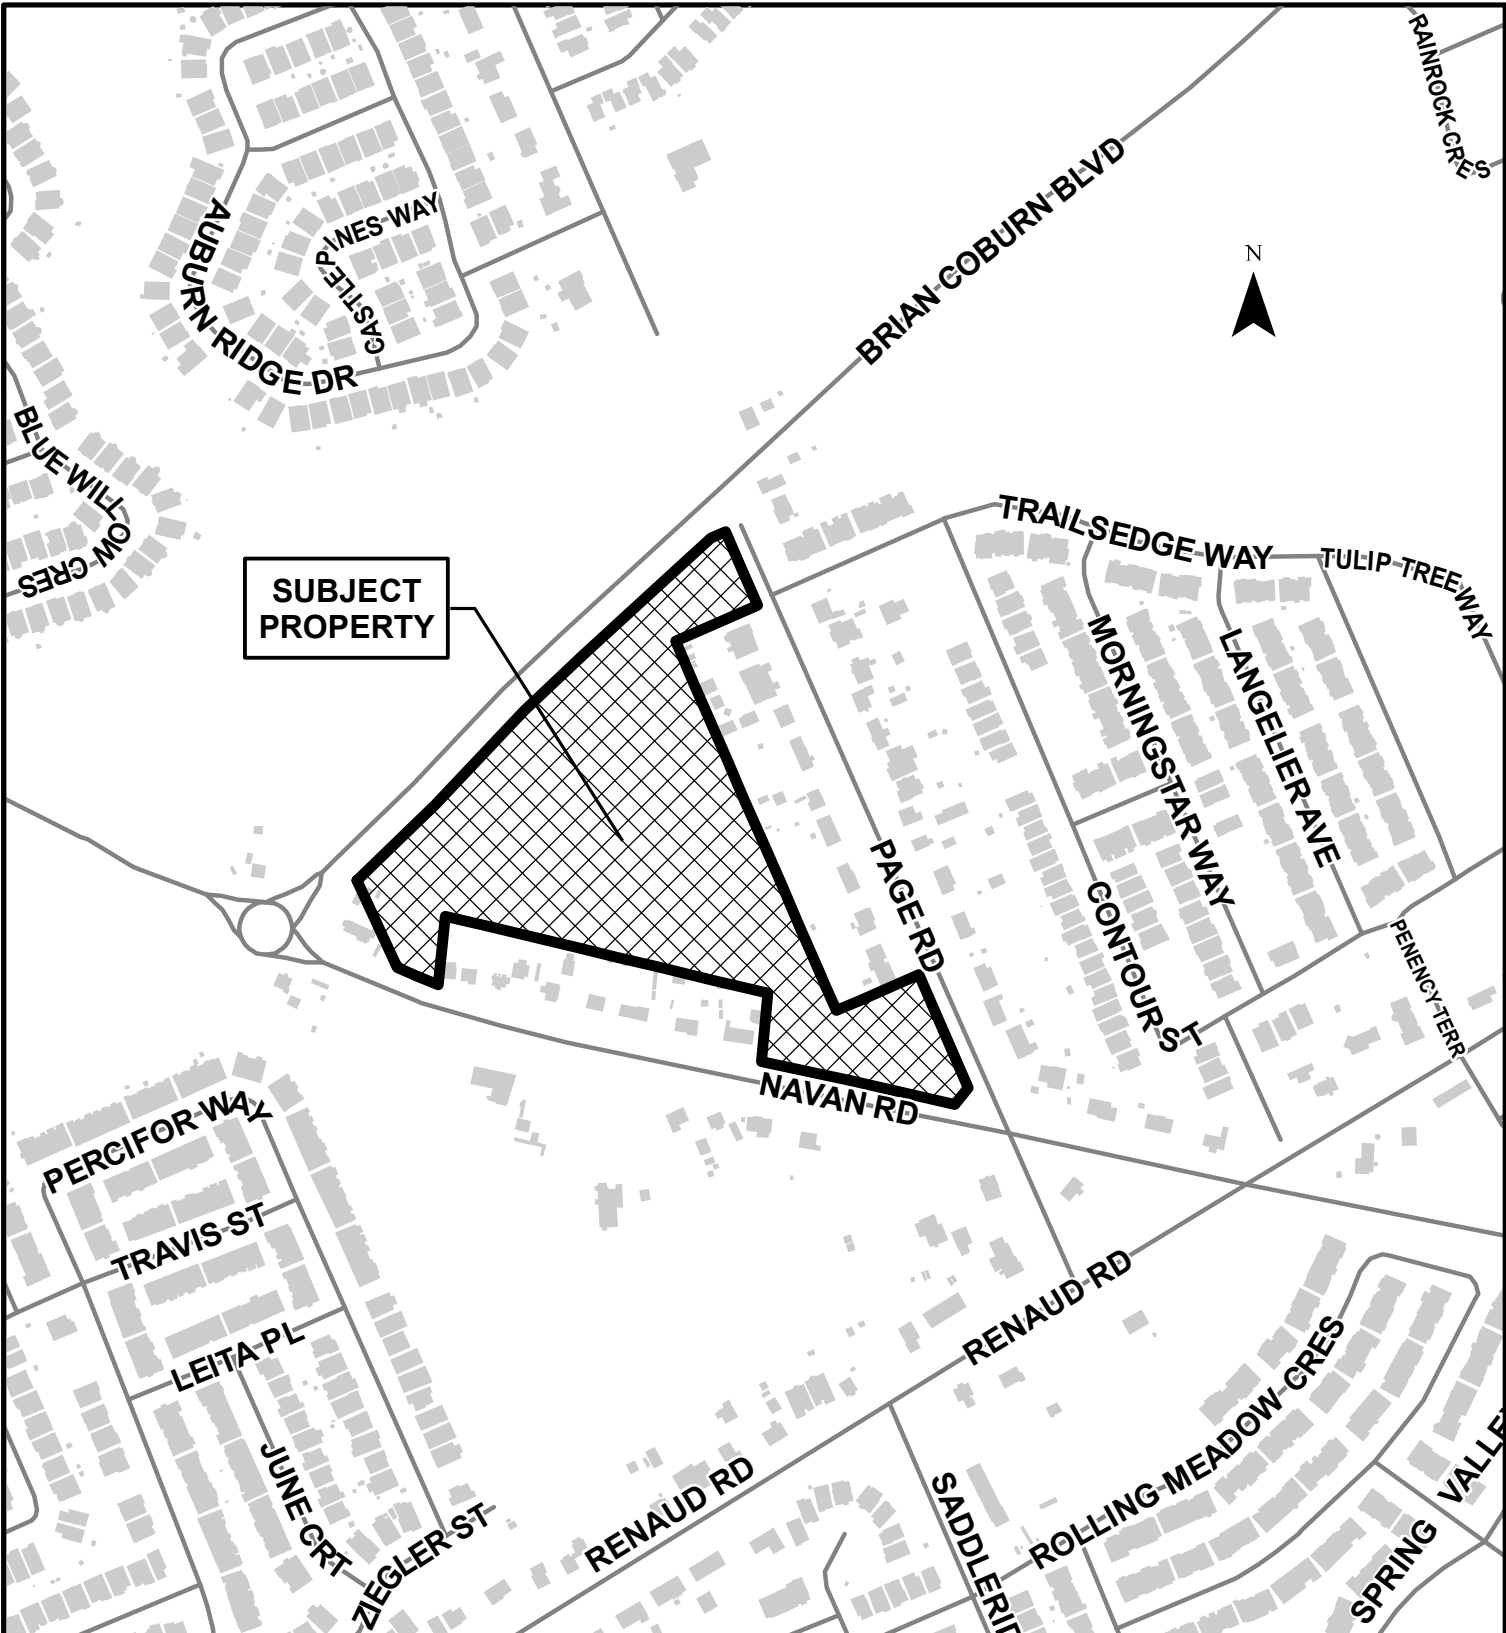 RAINROCK CRES
BRIAN COBURN BLVD
N
AUBURN RIDGE DR
CASTLE PINES WAY
BLUE WILLOW CRES
TRAILSEDGE WAY
TULIP TREE WAY
SUBJECT
PROPERTY
MORNINGSTAR WAY
LANGELIER AVE
PAGE RD
CONTOUR ST
PENENCY TERR
NAVAN RD
PERCIFOR WAY
TRAVIS ST
LEITA PL
JUNE CRT
ZIEGLER ST
RENAUD RD
RENAUD RD
ROLLING MEADOW CRES
SPRING VALLEY